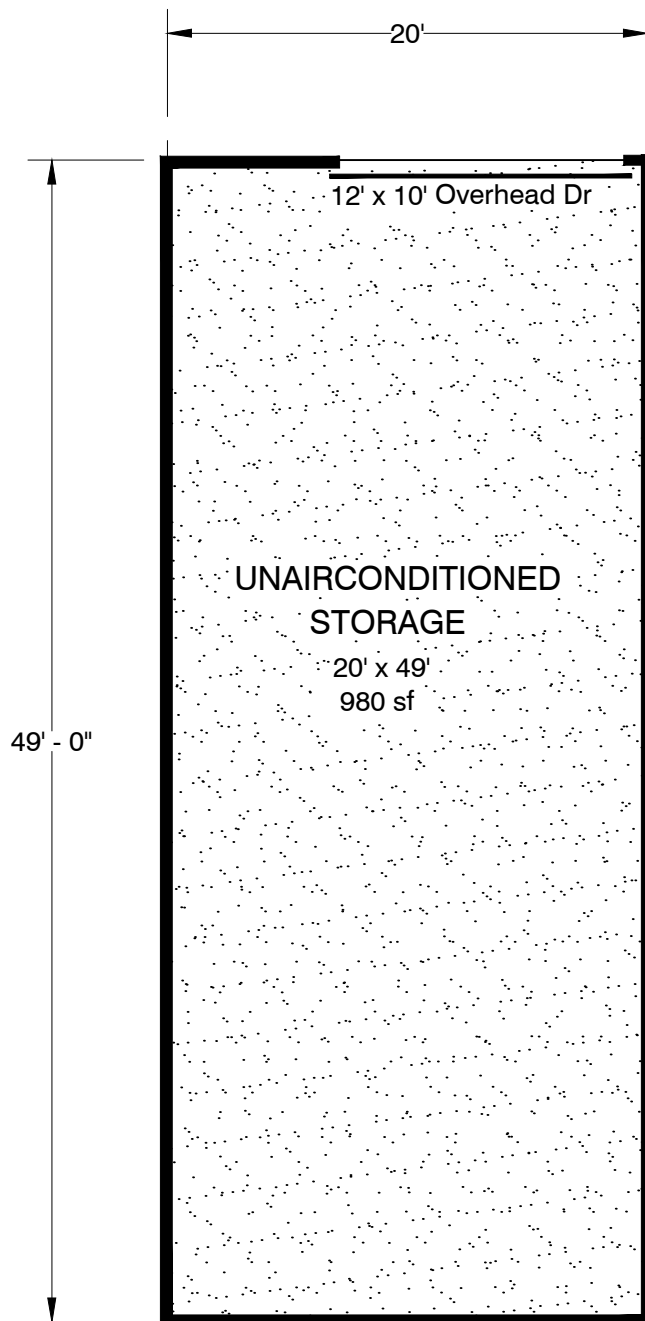 20'
12' x 10' Overhead Dr
UNAIRCONDITIONED
STORAGE
20' x 49'
980 sf
49' - 0"